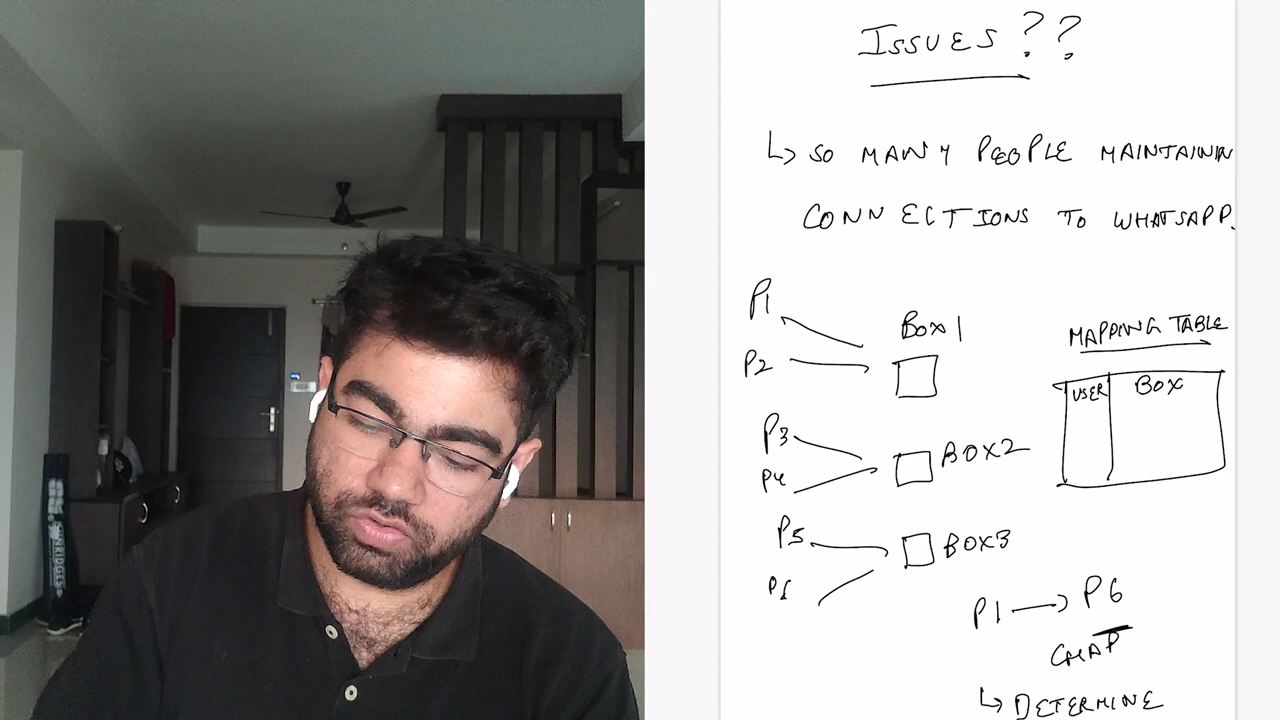 ISSUES ??
↳ SO MANY PEOPLE MAINTAININ
CONNECTIONS TO WHATSAPP.
P1
P2
BOX 1
P3
P4
BOX2
P5
P6
BOX3
MAPPING TABLE
USER BOX
P1 → P6
CHAT
↳ DETERMINE